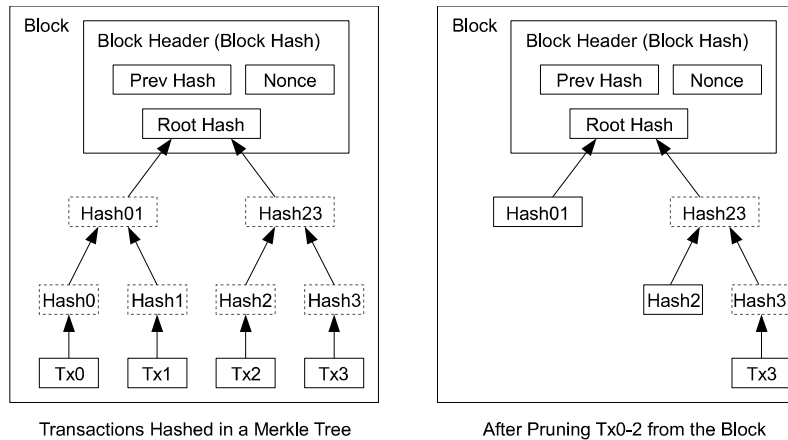 Block
Block Header (Block Hash)
Prev Hash
Nonce
Root Hash
Hash01
Hash23
Hash0
Hash1
Hash2
Hash3
Tx0
Tx1
Tx2
Tx3
Transactions Hashed in a Merkle Tree
Block
Block Header (Block Hash)
Prev Hash
Nonce
Root Hash
Hash01
Hash23
Hash2
Hash3
Tx3
After Pruning Tx0-2 from the Block